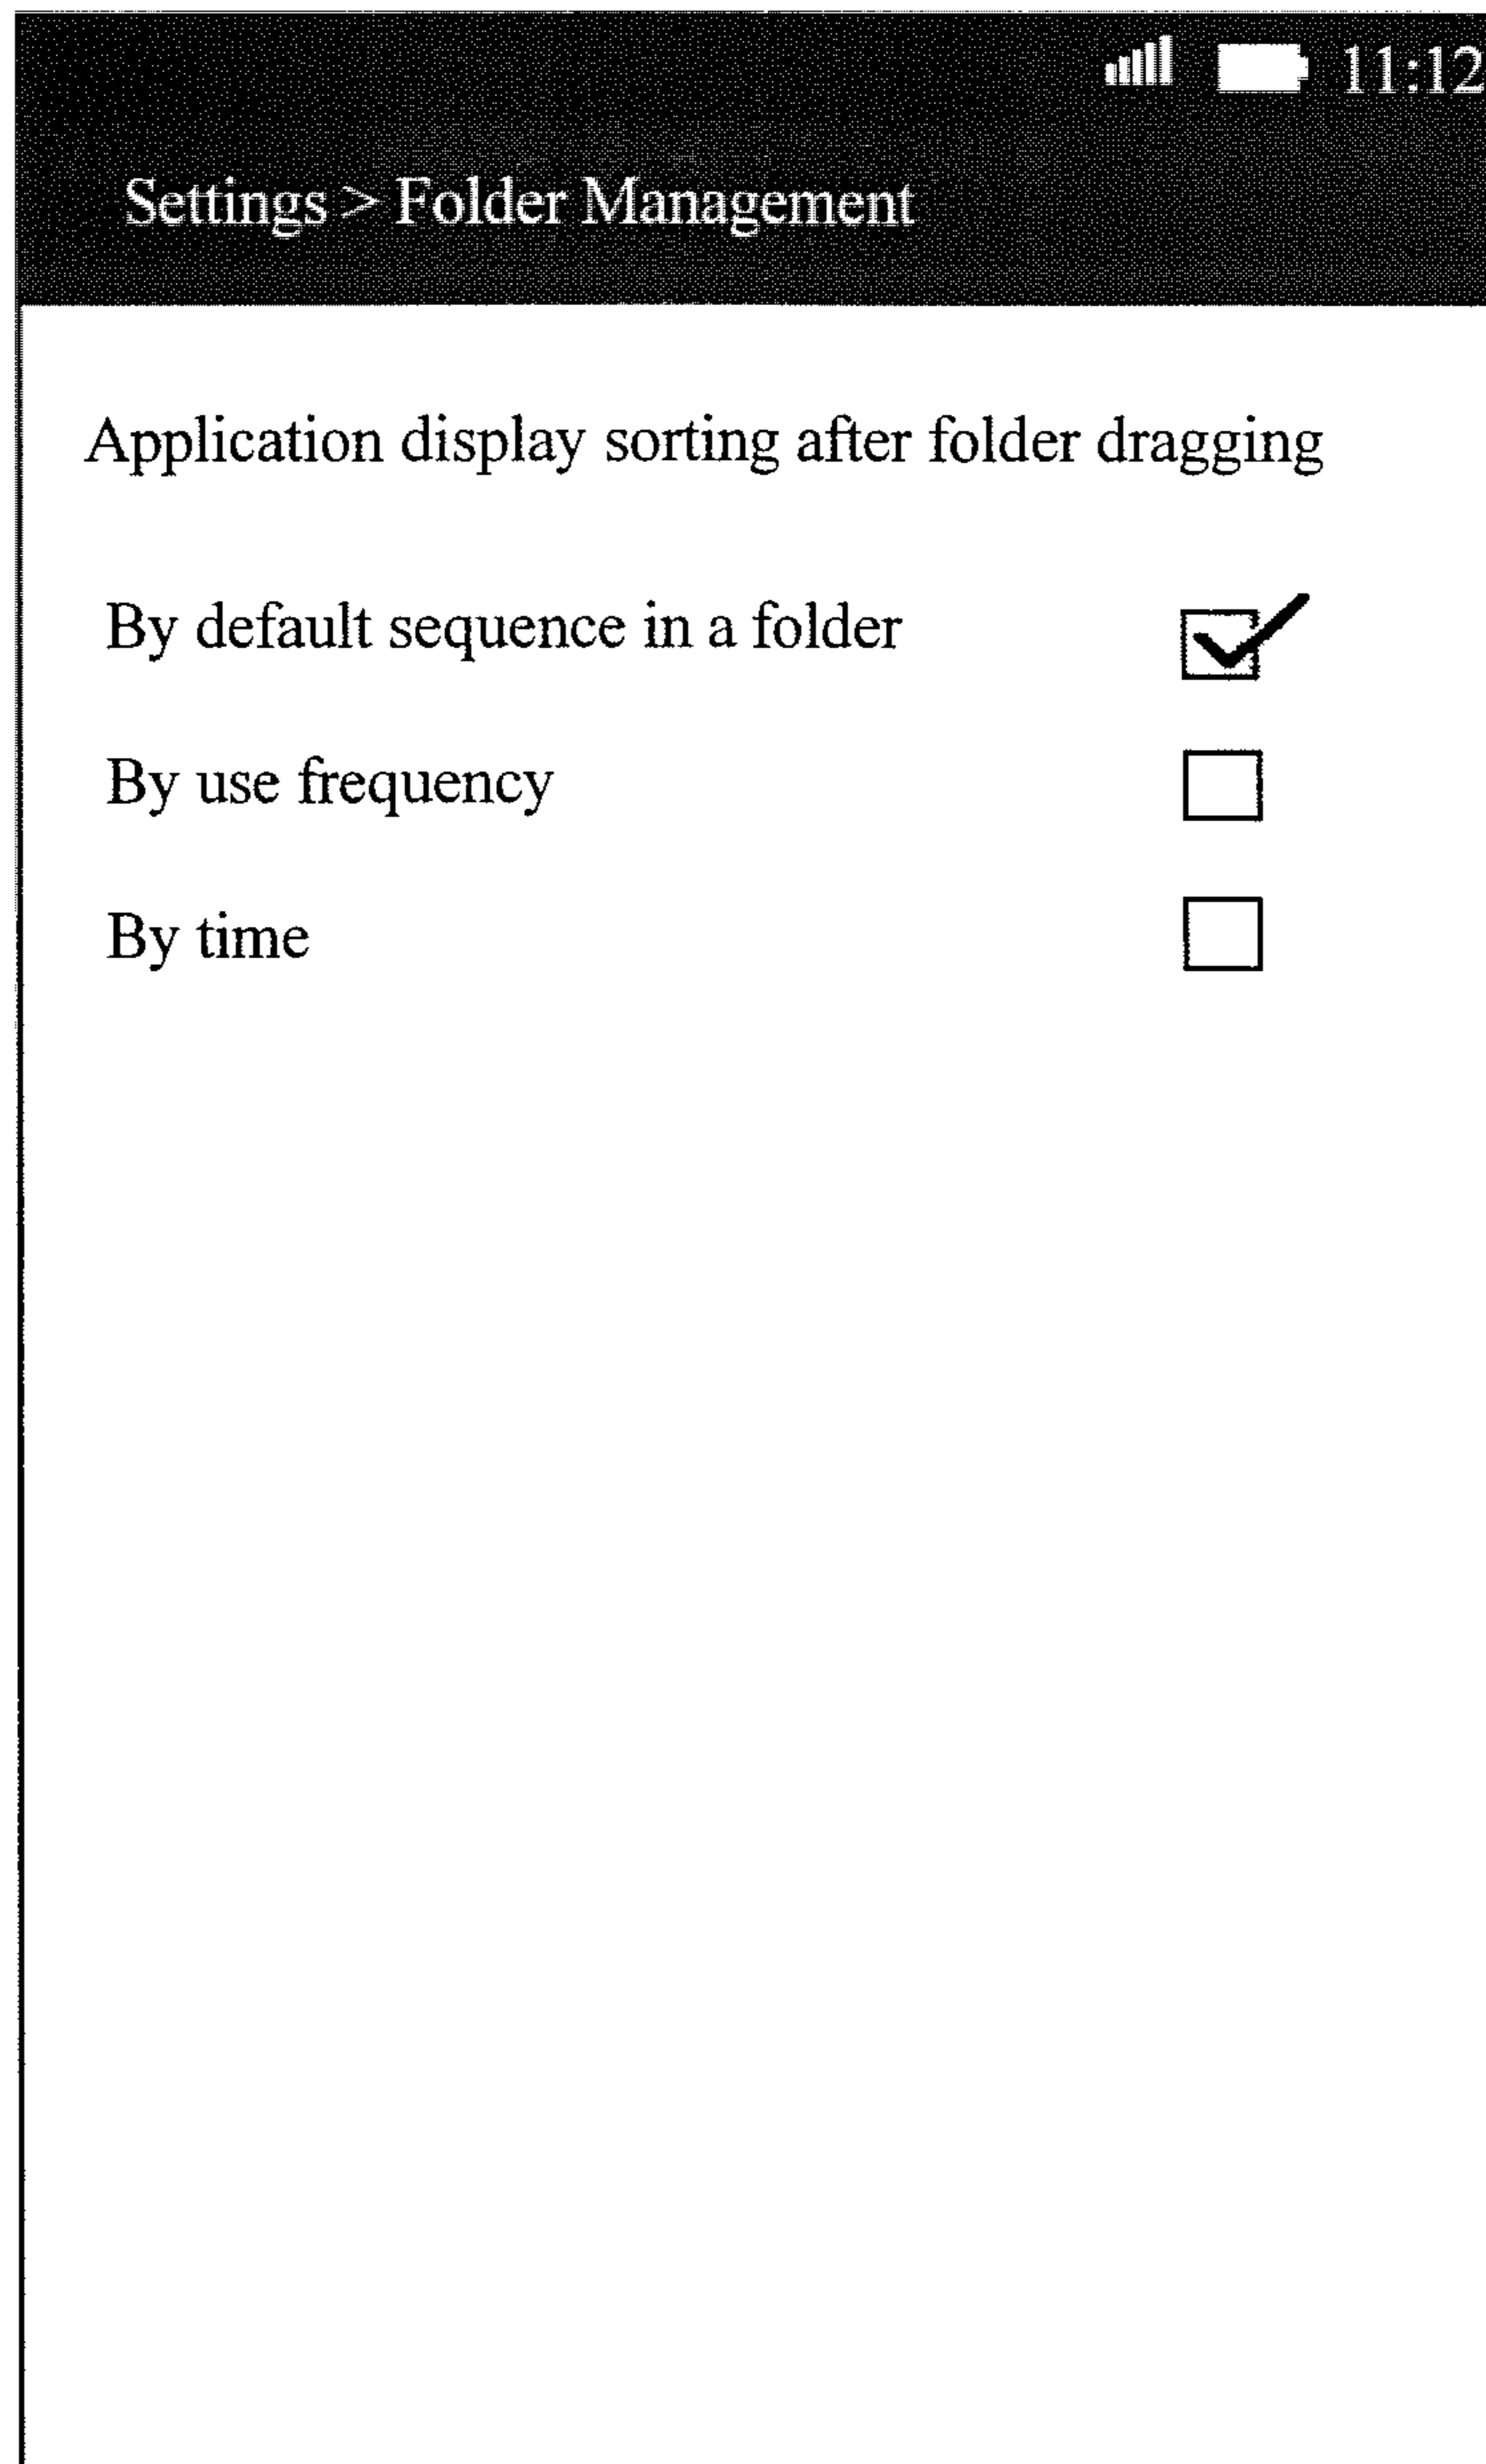 11:12
Settings > Folder Management
Application display sorting after folder dragging
By default sequence in a folder
By use frequency
By time